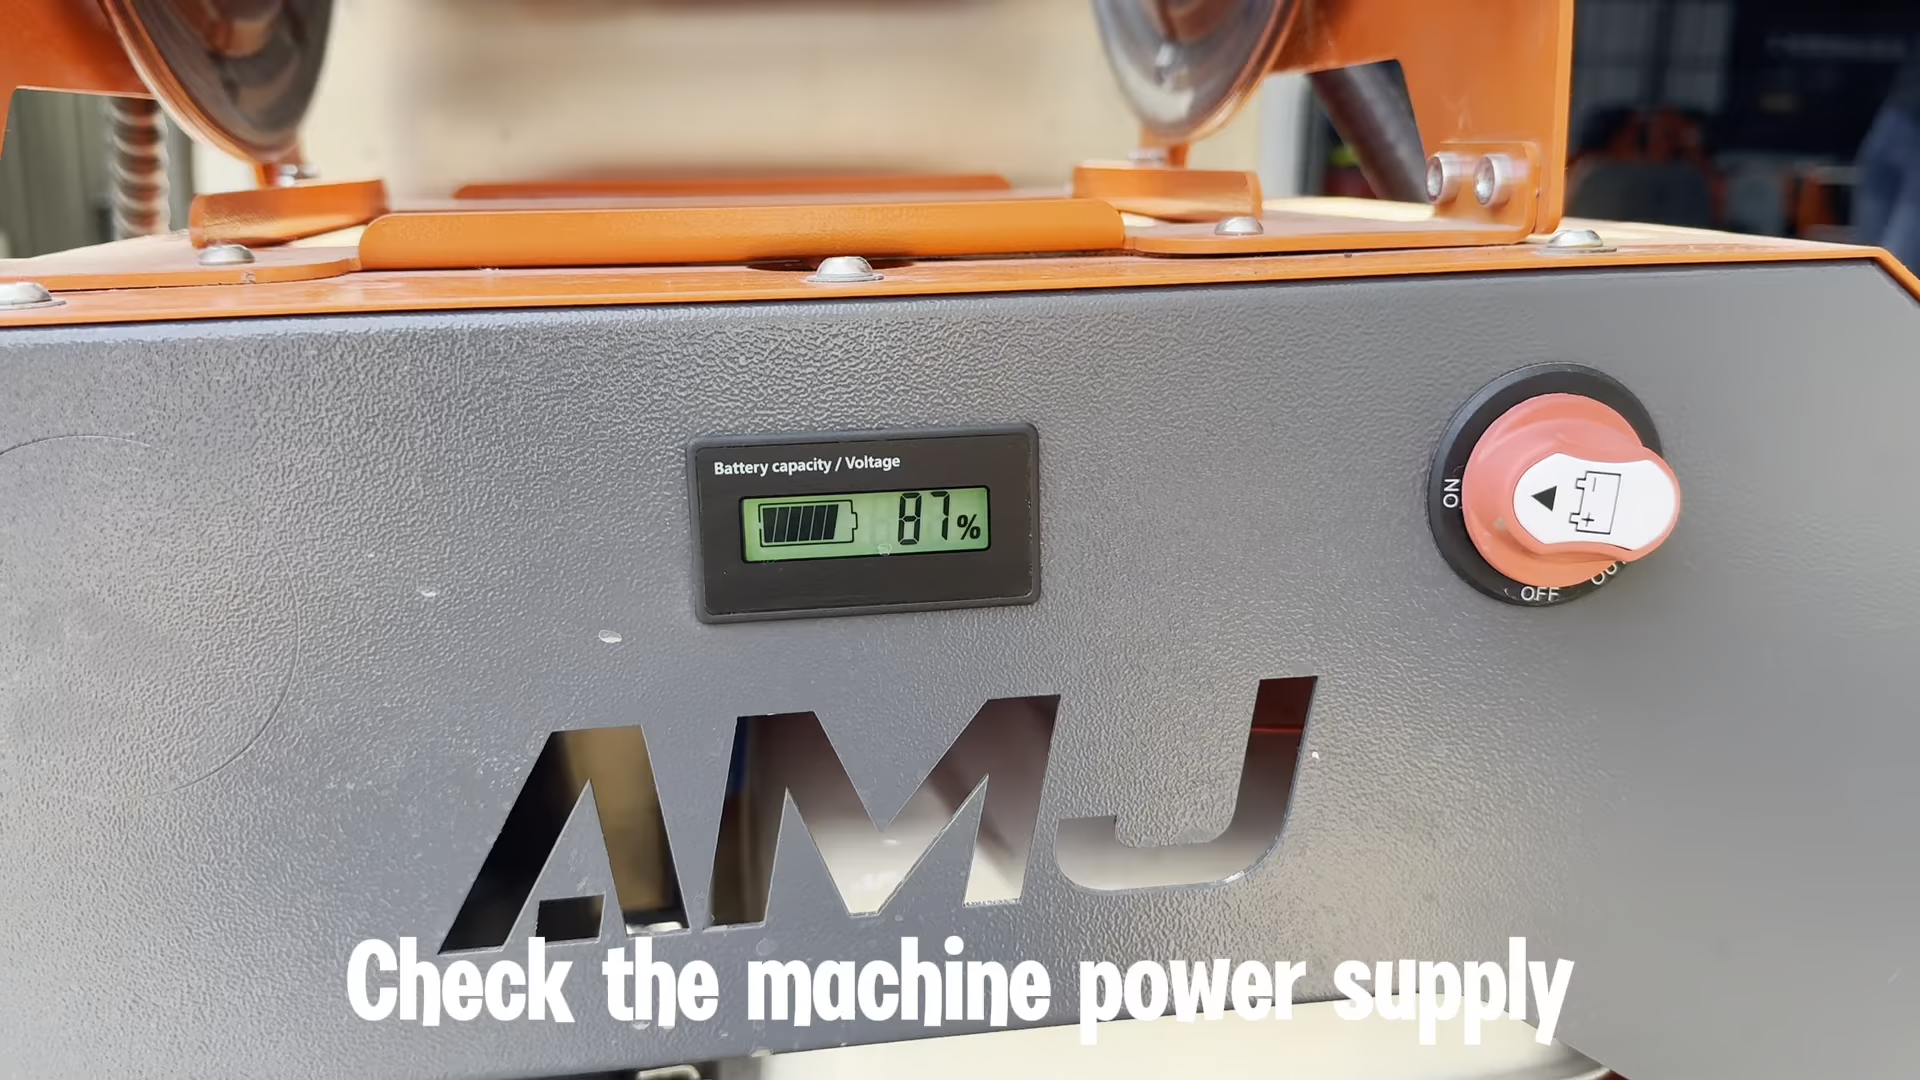 Battery capacity / Voltage
87%
ON
OFF
AMJ
Check the machine power supply